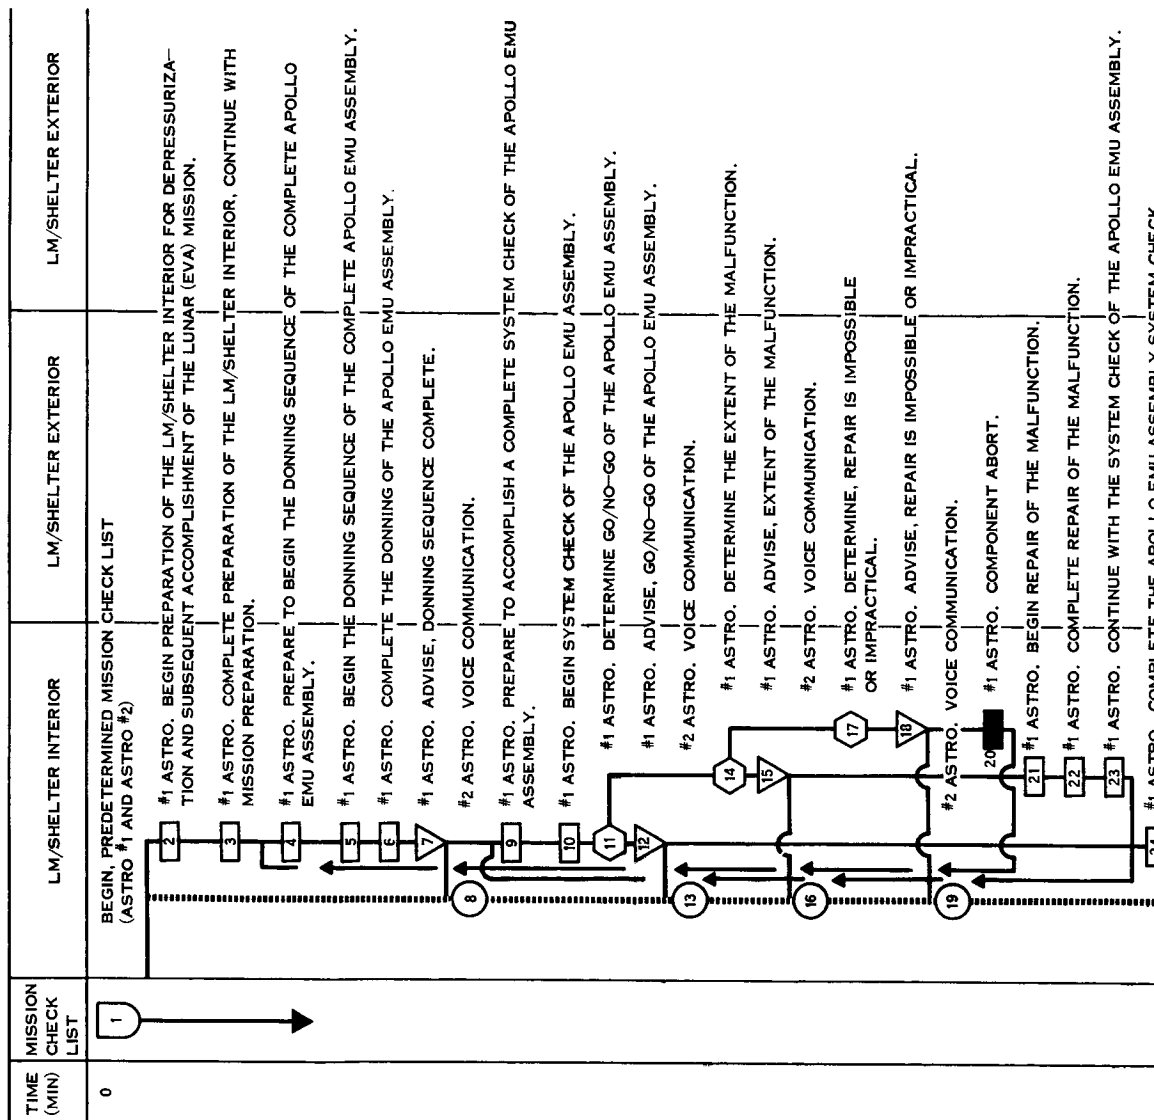 TIME
(MIN)
MISSION
CHECK
LIST
LM/SHELTER INTERIOR
LM/SHELTER EXTERIOR
LM/SHELTER EXTERIOR
0
1
BEGIN, PREDETERMINED MISSION CHECK LIST
(ASTRO #1 AND ASTRO #2)
2
#1 ASTRO. BEGIN PREPARATION OF THE LM/SHELTER INTERIOR FOR DEPRESSURIZA–
TION AND SUBSEQUENT ACCOMPLISHMENT OF THE LUNAR (EVA) MISSION.
3
#1 ASTRO. COMPLETE PREPARATION OF THE LM/SHELTER INTERIOR, CONTINUE WITH
MISSION PREPARATION.
4
#1 ASTRO. PREPARE TO BEGIN THE DONNING SEQUENCE OF THE COMPLETE APOLLO
EMU ASSEMBLY.
5
#1 ASTRO. BEGIN THE DONNING SEQUENCE OF THE COMPLETE APOLLO EMU ASSEMBLY.
6
#1 ASTRO. COMPLETE THE DONNING OF THE APOLLO EMU ASSEMBLY.
7
#1 ASTRO. ADVISE, DONNING SEQUENCE COMPLETE.
8
#2 ASTRO. VOICE COMMUNICATION.
9
#1 ASTRO. PREPARE TO ACCOMPLISH A COMPLETE SYSTEM CHECK OF THE APOLLO EMU
ASSEMBLY.
10
#1 ASTRO. BEGIN SYSTEM CHECK OF THE APOLLO EMU ASSEMBLY.
11
#1 ASTRO. DETERMINE GO/NO–GO OF THE APOLLO EMU ASSEMBLY.
12
#1 ASTRO. ADVISE, GO/NO–GO OF THE APOLLO EMU ASSEMBLY.
13
#2 ASTRO. VOICE COMMUNICATION.
14
#1 ASTRO. DETERMINE THE EXTENT OF THE MALFUNCTION.
15
#1 ASTRO. ADVISE, EXTENT OF THE MALFUNCTION.
16
#2 ASTRO. VOICE COMMUNICATION.
17
#1 ASTRO. DETERMINE, REPAIR IS IMPOSSIBLE
OR IMPRACTICAL.
18
#1 ASTRO. ADVISE, REPAIR IS IMPOSSIBLE OR IMPRACTICAL.
19
#2 ASTRO. VOICE COMMUNICATION.
20
#1 ASTRO. COMPONENT ABORT.
21
#1 ASTRO. BEGIN REPAIR OF THE MALFUNCTION.
22
#1 ASTRO. COMPLETE REPAIR OF THE MALFUNCTION.
23
#1 ASTRO. CONTINUE WITH THE SYSTEM CHECK OF THE APOLLO EMU ASSEMBLY.
24
#1 ASTRO. COMPLETE THE APOLLO EMU ASSEMBLY SYSTEM CHECK